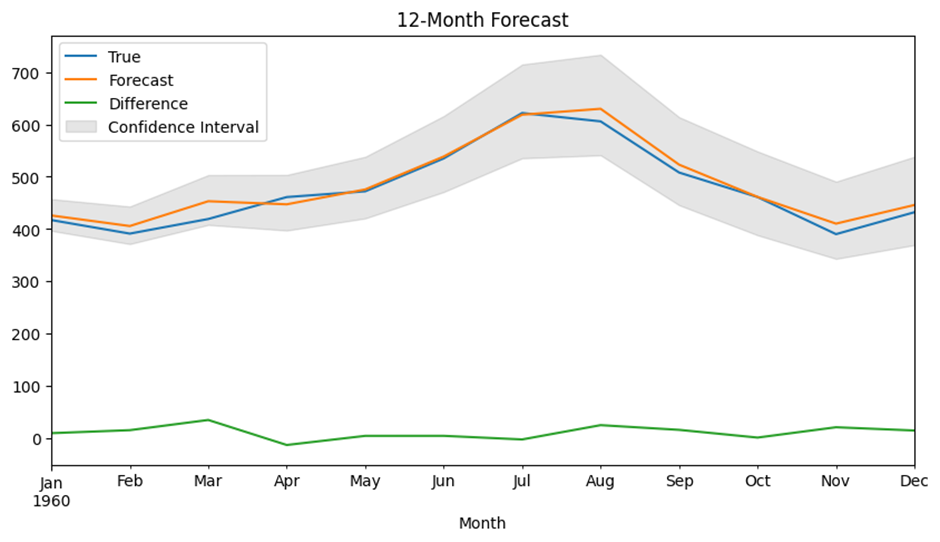 12-Month Forecast
True
Forecast
Difference
Confidence Interval
700
600
500
400
300
200
100
0
Jan Feb Mar Apr May Jun Jul Aug Sep Oct Nov Dec
1960
Month